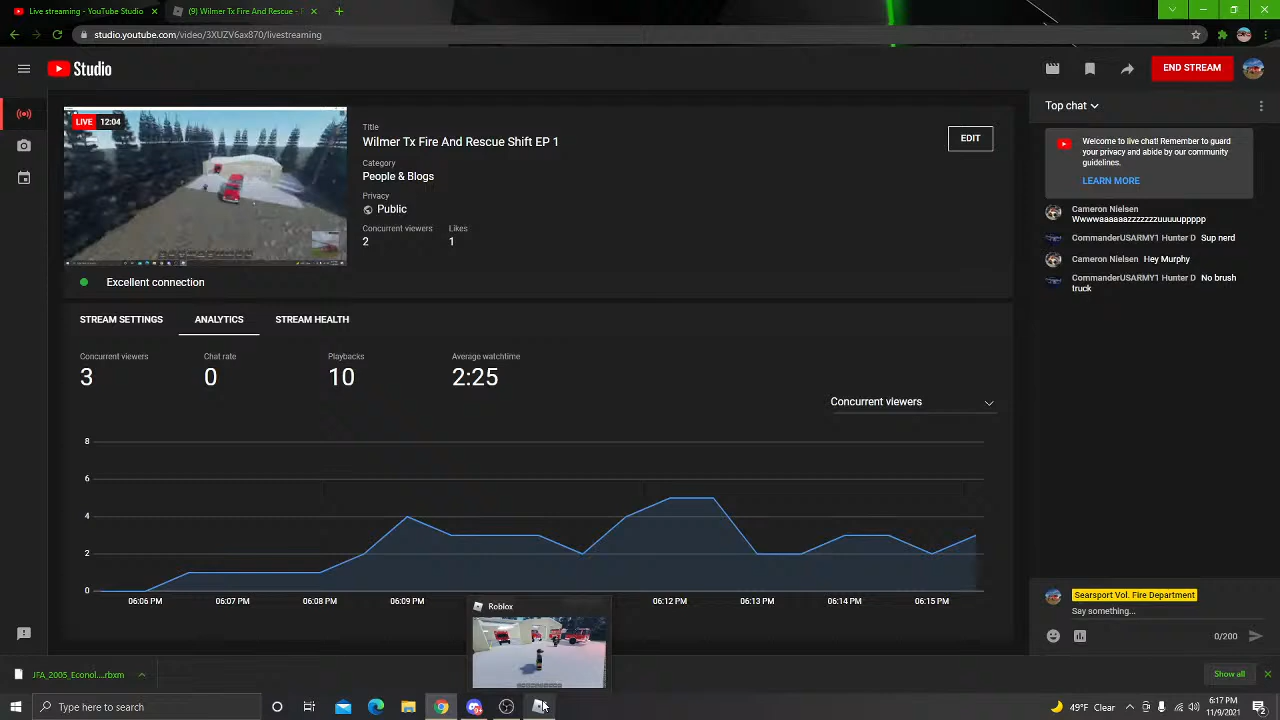 Live streaming - YouTube Studio
(9) Wilmer Tx Fire And Rescue -
studio.youtube.com/video/3XUZV6ax870/livestreaming
Studio
END STREAM
LIVE 12:04
Title
Wilmer Tx Fire And Rescue Shift EP 1
EDIT
Category
People & Blogs
Privacy
Public
Concurrent viewers Likes
2 1
Excellent connection
STREAM SETTINGS ANALYTICS STREAM HEALTH
Concurrent viewers Chat rate Playbacks Average watchtime
3 0 10 2:25
Concurrent viewers
8
6
4
2
0
06:06 PM 06:07 PM 06:08 PM 06:09 PM 06:12 PM 06:13 PM 06:14 PM 06:15 PM
Roblox
Top chat
Welcome to live chat! Remember to guard
your privacy and abide by our community
guidelines.
LEARN MORE
Cameron Nielsen
Wwwwaaaaaazzzzzzzuuuuuppppp
CommanderUSARMY1 Hunter D Sup nerd
Cameron Nielsen Hey Murphy
CommanderUSARMY1 Hunter D No brush
truck
Searsport Vol. Fire Department
Say something...
0/200
JFA_2005_Econol....rbxm
Show all
Type here to search
49°F Clear
6:17 PM
11/9/2021
2